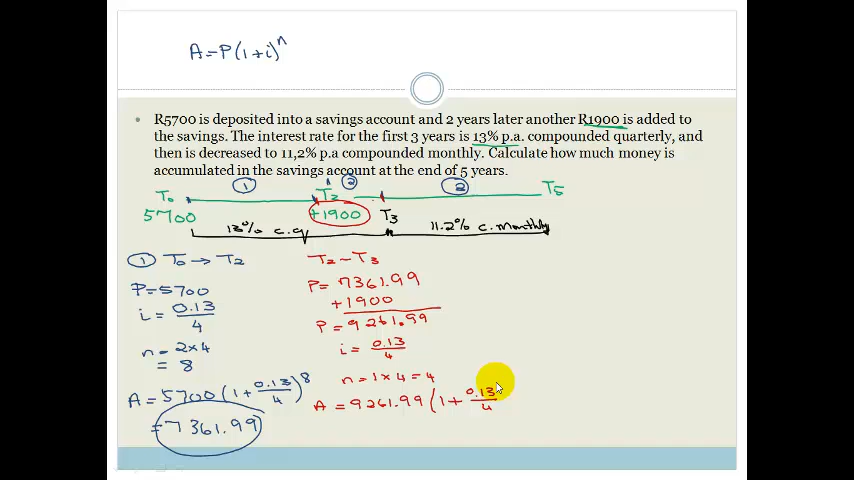 A=P(1+i)^n
R5700 is deposited into a savings account and 2 years later another R1900 is added to
the savings. The interest rate for the first 3 years is 13% p.a. compounded quarterly, and
then is decreased to 11,2% p.a compounded monthly. Calculate how much money is
accumulated in the savings account at the end of 5 years.
1 2 2
T0 T2 T5
5700 +1900 T3
13% c.q 11.2% c.monthly
1 T0 → T2
P=5700
i = 0.13/4
n = 2×4
= 8
A = 5700(1+0.13/4)^8
=7361.99
T2 – T3
P= 7361.99
+1900
P = 9261.99
i = 0.13/4
n = 1×4 = 4
A = 9261.99(1+0.13/4